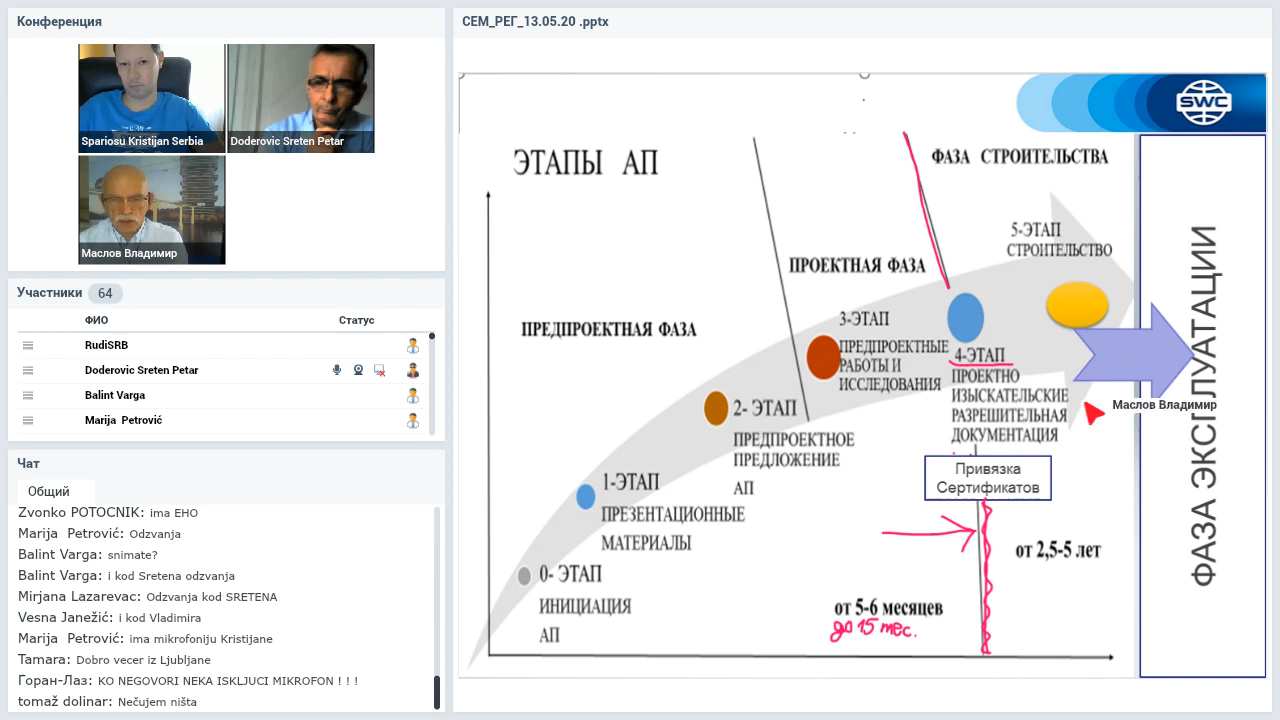 Конференция
Spariosu Kristijan Serbia
Doderovic Sreten Petar
Маслов Владимир
Участники 64
ФИО Статус
RudiSRB
Doderovic Sreten Petar
Balint Varga
Marija Petrović
Чат
Общий
Zvonko POTOCNIK: ima EHO
Marija Petrović: Odzvanja
Balint Varga: snimate?
Balint Varga: i kod Sretena odzvanja
Mirjana Lazarevac: Odzvanja kod SRETENA
Vesna Janežić: i kod Vladimira
Marija Petrović: ima mikrofoniju Kristijane
Tamara: Dobro vecer iz Ljubljane
Горан-Лаз: KO NEGOVORI NEKA ISKLJUCI MIKROFON ! ! !
tomaž dolinar: Nečujem ništa
СЕМ_РЕГ_13.05.20 .pptx
SWC
ЭТАПЫ АП
ФАЗА СТРОИТЕЛЬСТВА
5-ЭТАП
СТРОИТЕЛЬСТВО
ПРОЕКТНАЯ ФАЗА
ПРЕДПРОЕКТНАЯ ФАЗА
3-ЭТАП
ПРЕДПРОЕКТНЫЕ
РАБОТЫ И
ИССЛЕДОВАНИЯ
4-ЭТАП
ПРОЕКТНО
ИЗЫСКАТЕЛЬСКИЕ
РАЗРЕШИТЕЛЬНАЯ
ДОКУМЕНТАЦИЯ
Маслов Владимир
2- ЭТАП
ПРЕДПРОЕКТНОЕ
ПРЕДЛОЖЕНИЕ
АП
Привязка
Сертификатов
1-ЭТАП
ПРЕЗЕНТАЦИОННЫЕ
МАТЕРИАЛЫ
0- ЭТАП
ИНИЦИАЦИЯ
АП
от 2,5-5 лет
от 5-6 месяцев
до 15 мес.
ФАЗА ЭКСПЛУАТАЦИИ